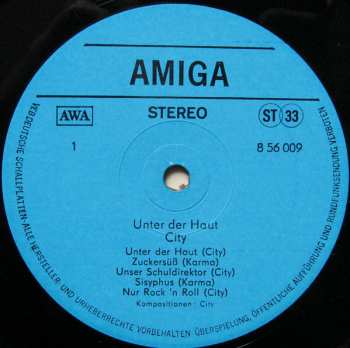 AMIGA
AWA
STEREO
ST 33
1
8 56 009
Unter der Haut
City
Unter der Haut (City)
Zuckersüß (Karma)
Unser Schuldirektor (City)
Sisyphus (Karma)
Nur Rock 'n Roll (City)
Kompositionen: City
VEB DEUTSCHE SCHALLPLATTEN · ALLE HERSTELLER UND URHEBERRECHTE VORBEHALTEN · ÜBERSPIELUNG, ÖFFENTLICHE AUFFÜHRUNG UND RUNDFUNKSENDUNG VERBOTEN